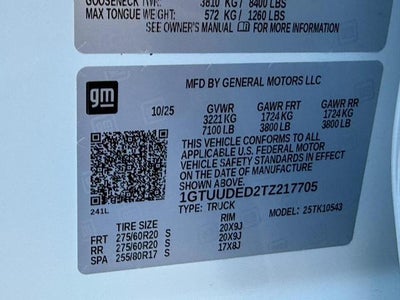 GOOSENECK TWR: 3810 KG / 8400 LBS
MAX TONGUE WEIGHT: 572 KG / 1260 LBS
SEE OWNER'S MANUAL FOR MORE INFORMATION
gm
MFD BY GENERAL MOTORS LLC
10/25 GVWR GAWR FRT GAWR RR
3221 KG 1724 KG 1724 KG
7100 LB 3800 LB 3800 LB
THIS VEHICLE CONFORMS TO ALL
APPLICABLE U.S. FEDERAL MOTOR
VEHICLE SAFETY STANDARDS IN EFFECT
ON THE DATE OF MANUFACTURE SHOWN ABOVE.
1GTUUDED2TZ217705
TYPE: TRUCK MODEL: 25TK10543
241L
TIRE SIZE RIM
FRT 275/60R20 S 20X9J
RR 275/60R20 S 20X9J
SPA 255/80R17 S 17X8J